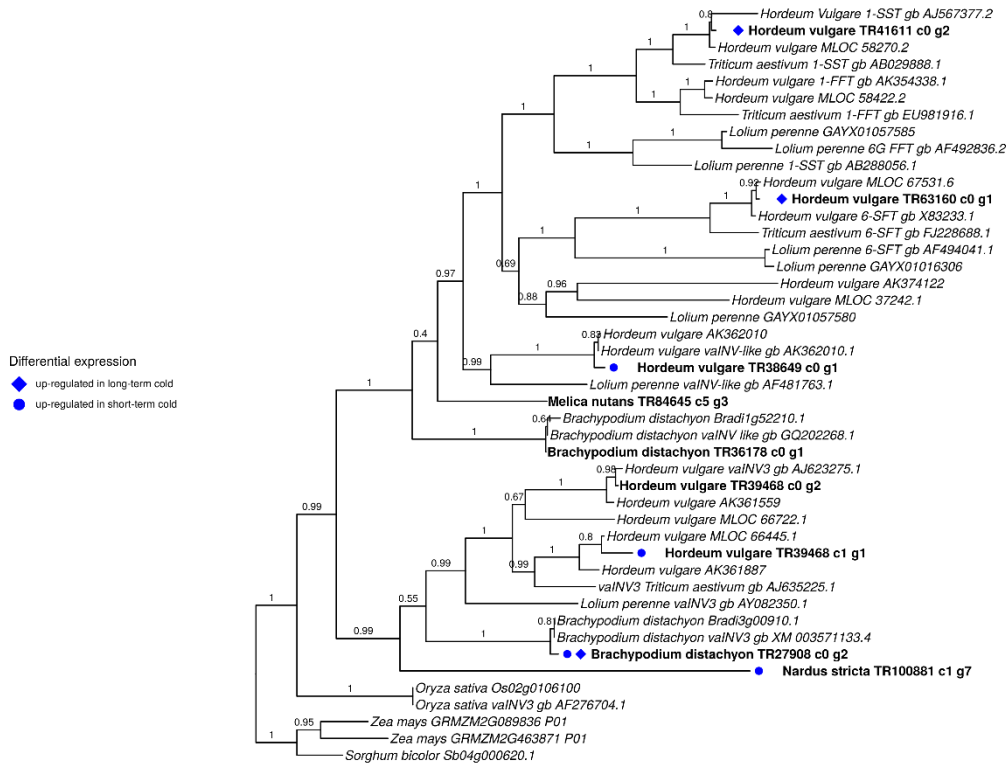 0.8
Hordeum Vulgare 1-SST gb AJ567377.2
Hordeum vulgare TR41611 c0 g2
1
1
Hordeum vulgare MLOC 58270.2
Triticum aestivum 1-SST gb AB029888.1
1
Hordeum vulgare 1-FFT gb AK354338.1
1
1
Hordeum vulgare MLOC 58422.2
1
Triticum aestivum 1-FFT gb EU981916.1
1
Lolium perenne GAYX01057585
1
Lolium perenne 6G FFT gb AF492836.2
Lolium perenne 1-SST gb AB288056.1
0.92
Hordeum vulgare MLOC 67531.6
1
1
Hordeum vulgare TR63160 c0 g1
Hordeum vulgare 6-SFT gb X83233.1
1
Triticum aestivum 6-SFT gb FJ228688.1
1
Lolium perenne 6-SFT gb AF494041.1
0.69
Lolium perenne GAYX01016306
0.97
0.96
Hordeum vulgare AK374122
0.88
Hordeum vulgare MLOC 37242.1
Lolium perenne GAYX01057580
0.4
0.83
Hordeum vulgare AK362010
1
Hordeum vulgare vaINV-like gb AK362010.1
Differential expression
0.99
Hordeum vulgare TR38649 c0 g1
up-regulated in long-term cold
1
Lolium perenne vaINV-like gb AF481763.1
up-regulated in short-term cold
Melica nutans TR84645 c5 g3
0.64
Brachypodium distachyon Bradi1g52210.1
1
Brachypodium distachyon vaINV like gb GQ202268.1
Brachypodium distachyon TR36178 c0 g1
0.98
Hordeum vulgare vaINV3 gb AJ623275.1
1
Hordeum vulgare TR39468 c0 g2
0.67
Hordeum vulgare AK361559
0.99
Hordeum vulgare MLOC 66722.1
1
0.8
Hordeum vulgare MLOC 66445.1
1
Hordeum vulgare TR39468 c1 g1
0.99
0.99
Hordeum vulgare AK361887
vaINV3 Triticum aestivum gb AJ635225.1
1
0.55
Lolium perenne vaINV3 gb AY082350.1
0.81
Brachypodium distachyon Bradi3g00910.1
0.99
1
Brachypodium distachyon vaINV3 gb XM 003571133.4
Brachypodium distachyon TR27908 c0 g2
Nardus stricta TR100881 c1 g7
1
Oryza sativa Os02g0106100
Oryza sativa vaINV3 gb AF276704.1
0.95
Zea mays GRMZM2G089836 P01
1
Zea mays GRMZM2G463871 P01
Sorghum bicolor Sb04g000620.1